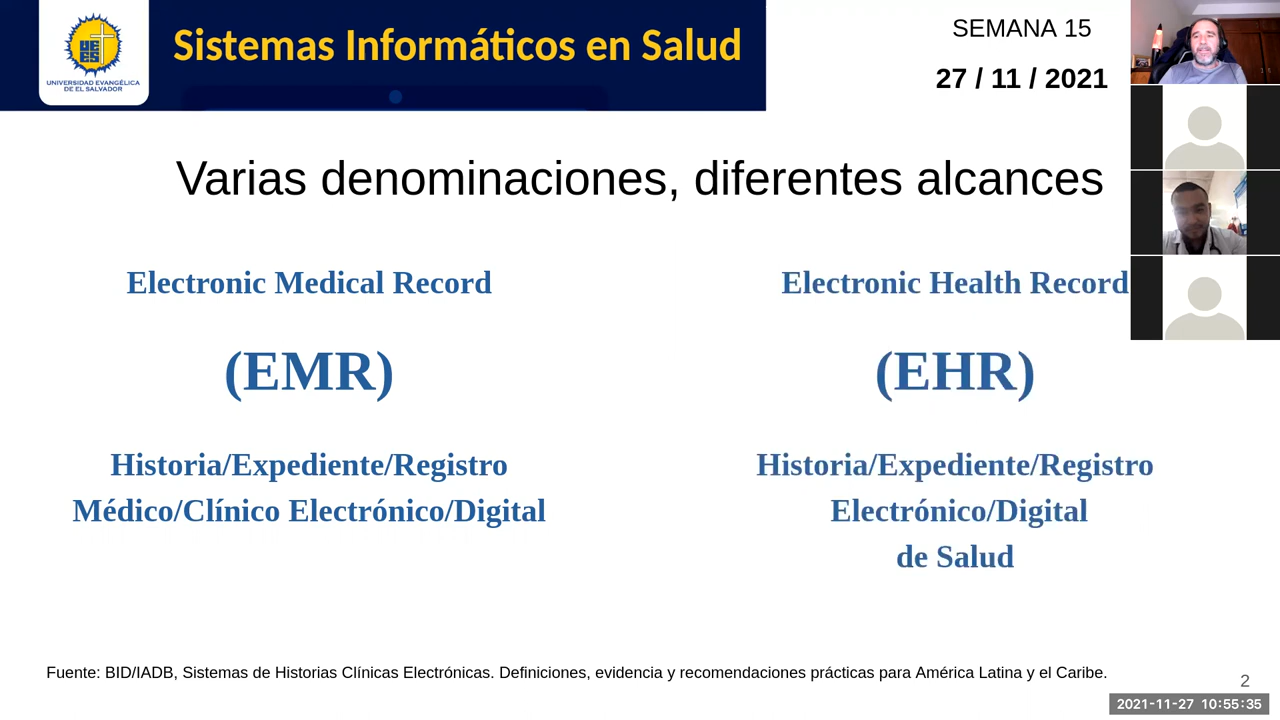 Sistemas Informáticos en Salud
UNIVERSIDAD EVANGÉLICA
DE EL SALVADOR
SEMANA 15
27 / 11 / 2021
Varias denominaciones, diferentes alcances
Electronic Medical Record
(EMR)
Historia/Expediente/Registro
Médico/Clínico Electrónico/Digital
Electronic Health Record
(EHR)
Historia/Expediente/Registro
Electrónico/Digital
de Salud
Fuente: BID/IADB, Sistemas de Historias Clínicas Electrónicas. Definiciones, evidencia y recomendaciones prácticas para América Latina y el Caribe.
2
2021-11-27 10:55:35